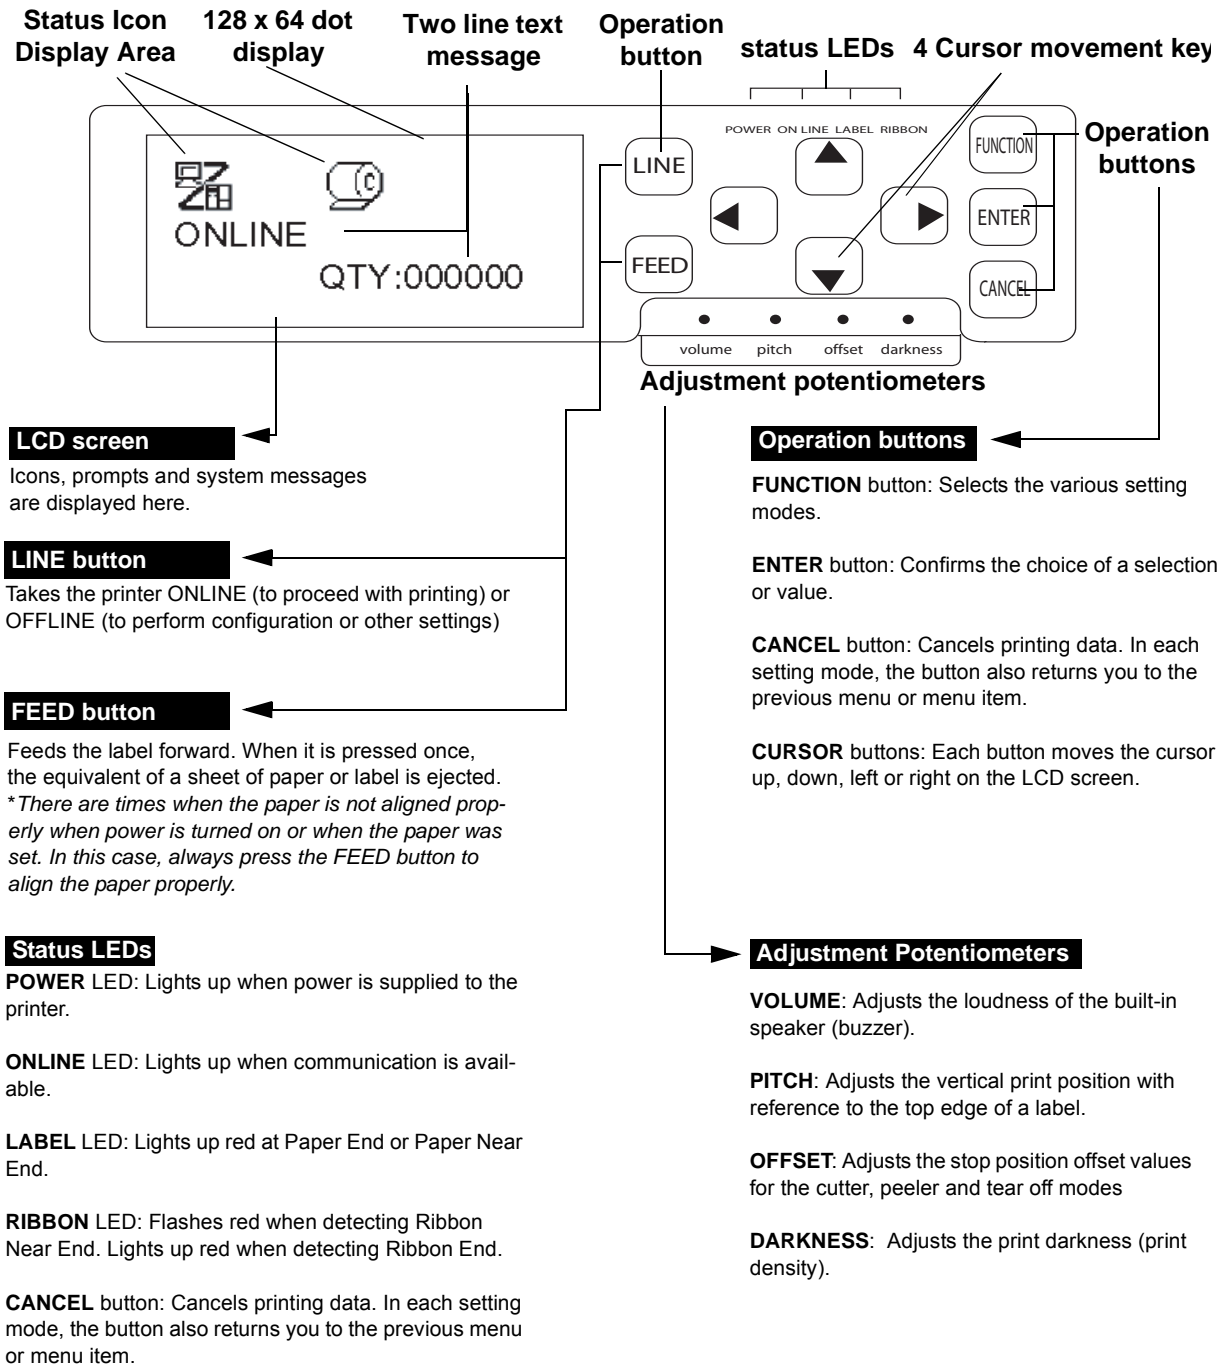 Status Icon
Display Area
128 x 64 dot
display
Two line text
message
Operation
button
status LEDs
4 Cursor movement key
POWER ON LINE LABEL RIBBON
LINE
FEED
FUNCTION
ENTER
CANCEL
Operation
buttons
ONLINE
QTY:000000
volume pitch offset darkness
Adjustment potentiometers
LCD screen
Icons, prompts and system messages
are displayed here.
LINE button
Takes the printer ONLINE (to proceed with printing) or
OFFLINE (to perform configuration or other settings)
FEED button
Feeds the label forward. When it is pressed once,
the equivalent of a sheet of paper or label is ejected.
*There are times when the paper is not aligned prop-
erly when power is turned on or when the paper was
set. In this case, always press the FEED button to
align the paper properly.
Status LEDs
POWER LED: Lights up when power is supplied to the
printer.
ONLINE LED: Lights up when communication is avail-
able.
LABEL LED: Lights up red at Paper End or Paper Near
End.
RIBBON LED: Flashes red when detecting Ribbon
Near End. Lights up red when detecting Ribbon End.
CANCEL button: Cancels printing data. In each setting
mode, the button also returns you to the previous menu
or menu item.
Operation buttons
FUNCTION button: Selects the various setting
modes.
ENTER button: Confirms the choice of a selection
or value.
CANCEL button: Cancels printing data. In each
setting mode, the button also returns you to the
previous menu or menu item.
CURSOR buttons: Each button moves the cursor
up, down, left or right on the LCD screen.
Adjustment Potentiometers
VOLUME: Adjusts the loudness of the built-in
speaker (buzzer).
PITCH: Adjusts the vertical print position with
reference to the top edge of a label.
OFFSET: Adjusts the stop position offset values
for the cutter, peeler and tear off modes
DARKNESS: Adjusts the print darkness (print
density).